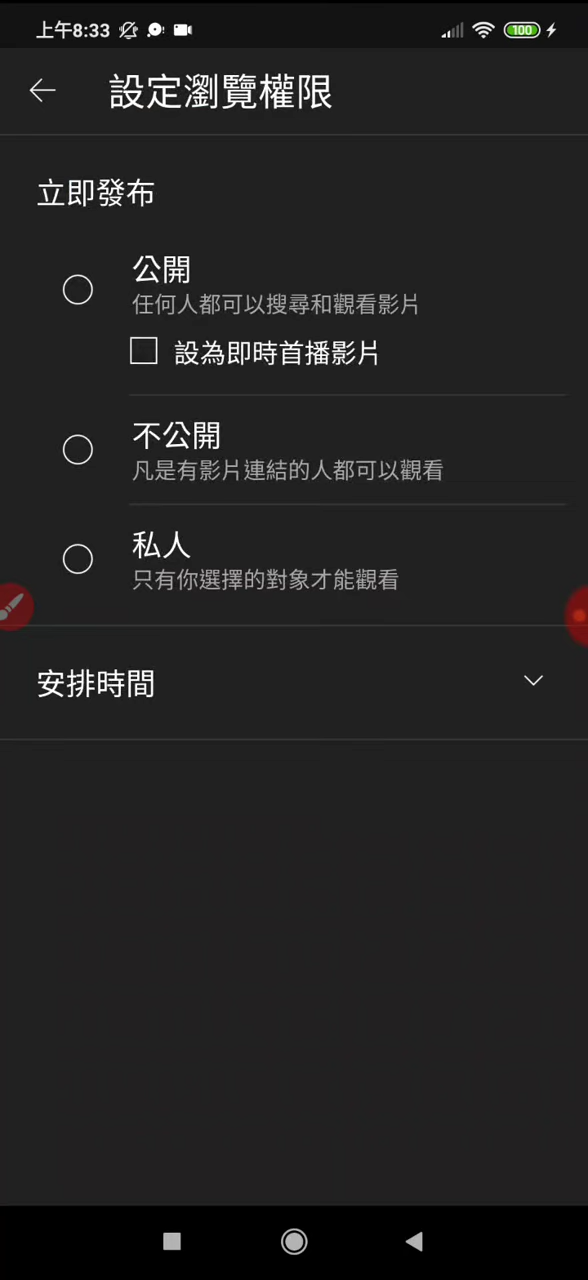 上午8:33
100
設定瀏覽權限
立即發布
公開
任何人都可以搜尋和觀看影片
設為即時首播影片
不公開
凡是有影片連結的人都可以觀看
私人
只有你選擇的對象才能觀看
安排時間